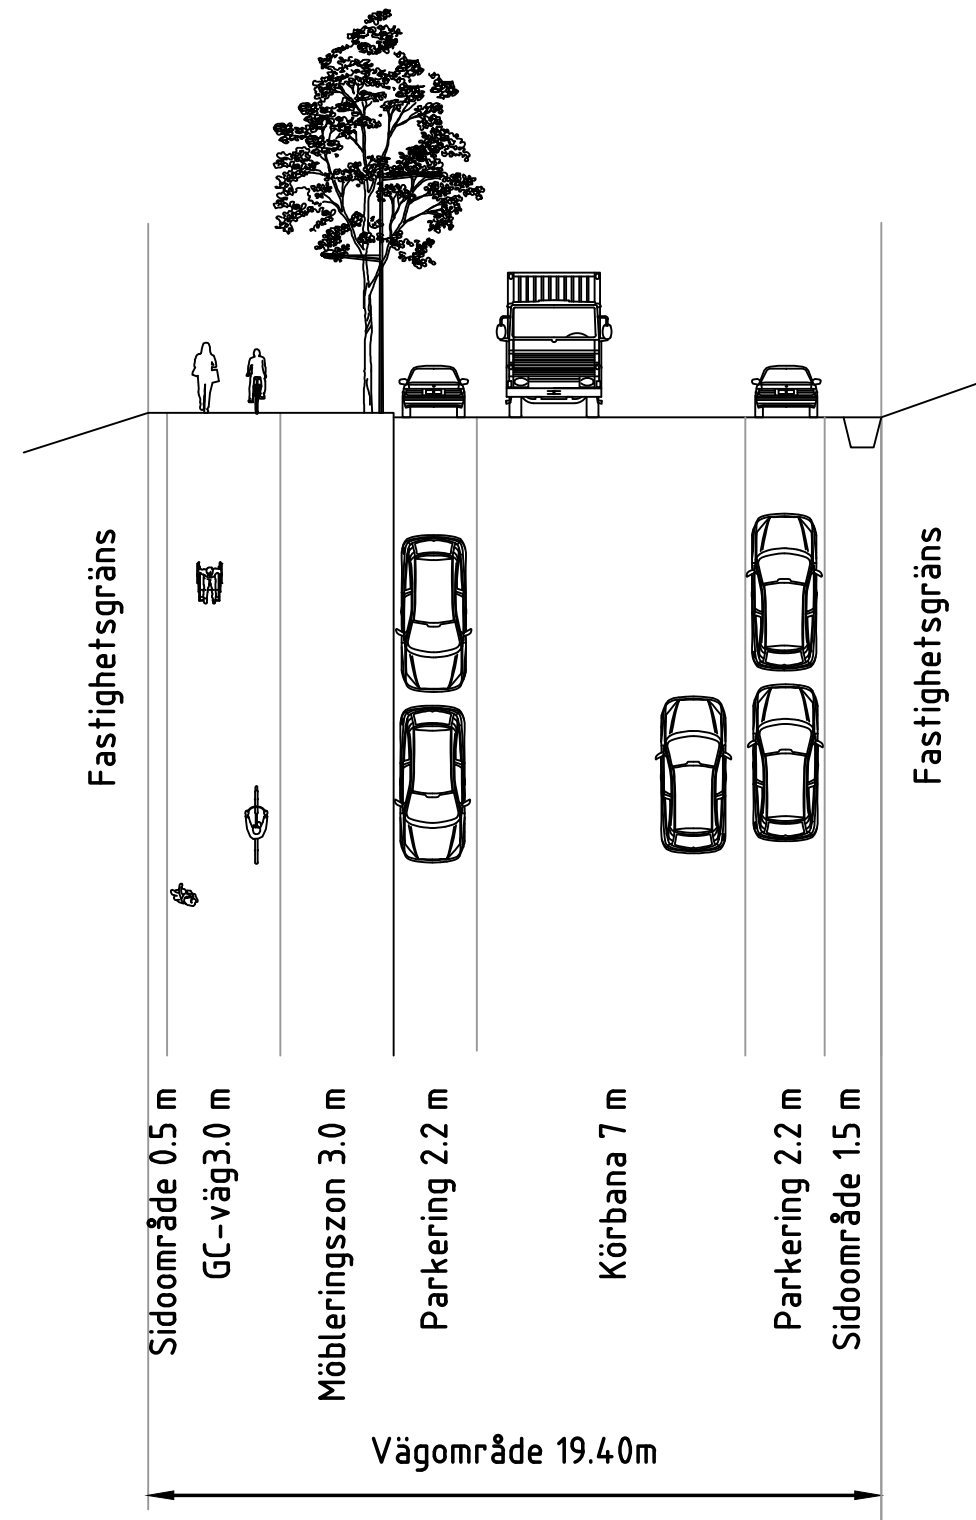 Fastighetsgräns
Fastighetsgräns
Sidoområde 0.5 m
GC-väg3.0 m
Möbleringszon 3.0 m
Parkering 2.2 m
Körbana 7 m
Parkering 2.2 m
Sidoområde 1.5 m
Vägområde 19.40m